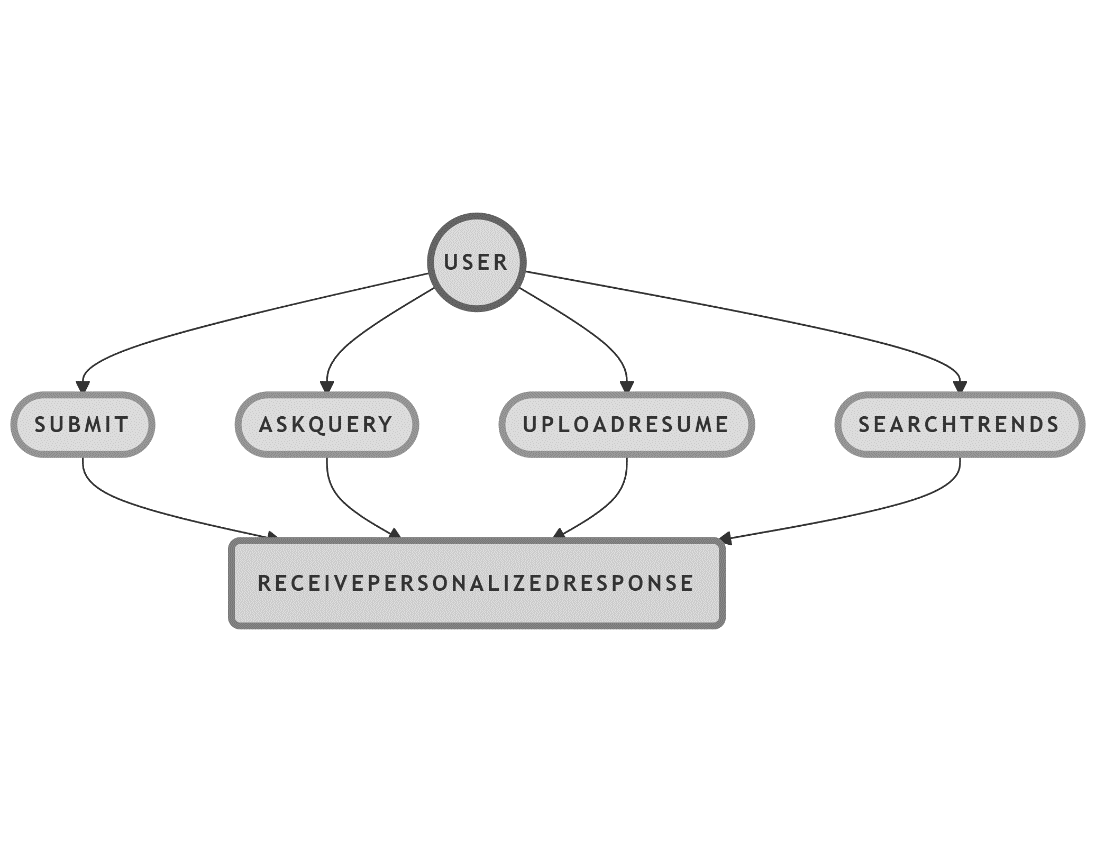 USER
SUBMIT
ASKQUERY
UPLOADRESUME
SEARCHTRENDS
RECEIVEPERSONALIZEDRESPONSE